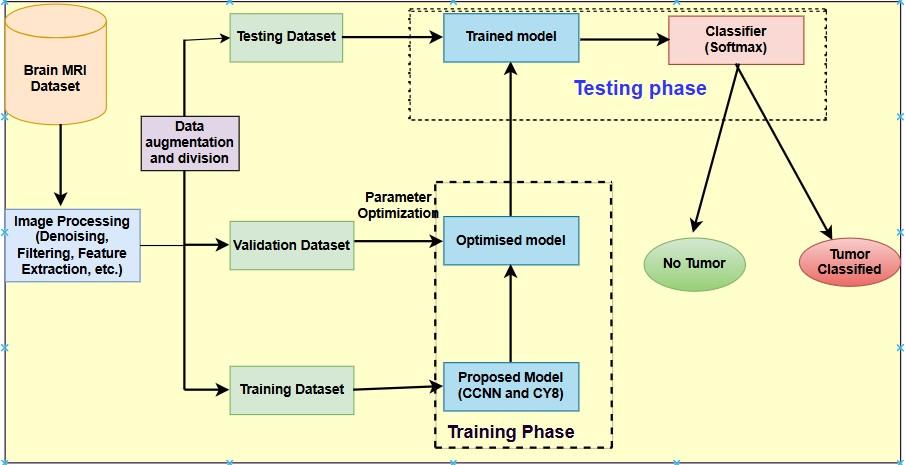 Brain MRI
Dataset
Testing Dataset
Trained model
Classifier
(Softmax)
Testing phase
Data
augmentation
and division
Parameter
Optimization
Image Processing
(Denoising,
Filtering, Feature
Extraction, etc.)
Validation Dataset
Optimised model
No Tumor
Tumor
Classified
Training Dataset
Proposed Model
(CCNN and CY8)
Training Phase